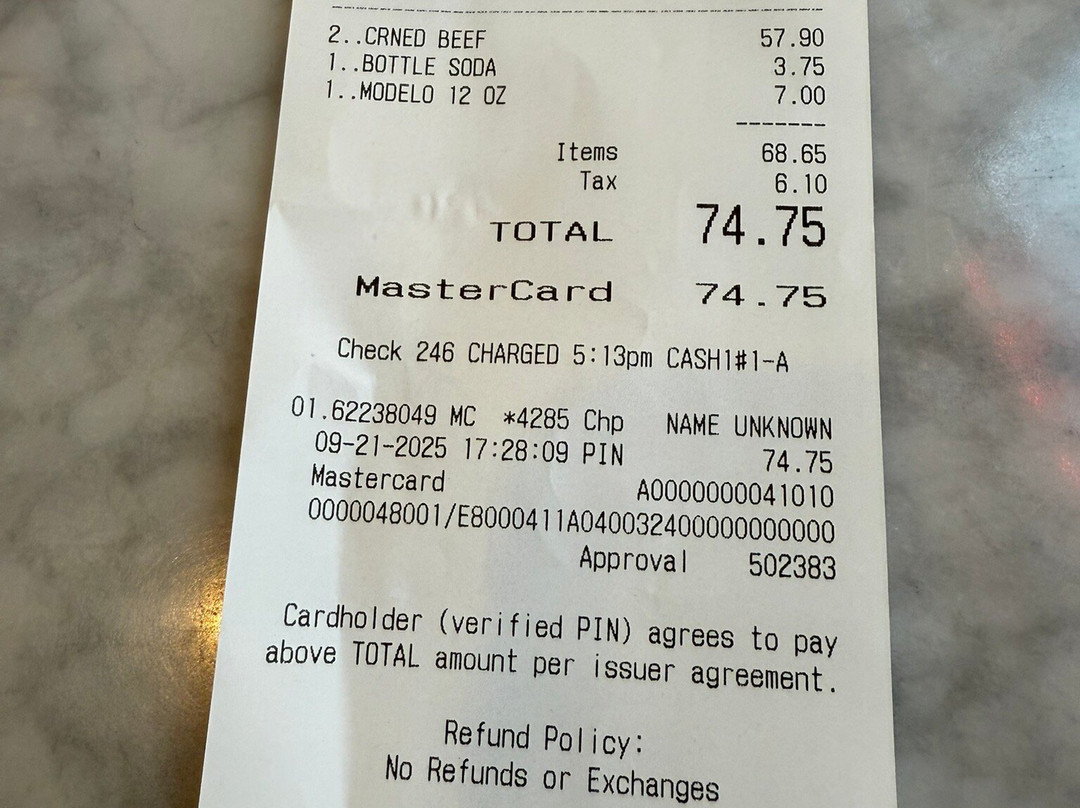 2..CRNED BEEF 57.90
1..BOTTLE SODA 3.75
1..MODELO 12 OZ 7.00
-------
Items 68.65
Tax 6.10
TOTAL 74.75
MasterCard 74.75
Check 246 CHARGED 5:13pm CASH1#1-A
01.62238049 MC *4285 Chp NAME UNKNOWN
09-21-2025 17:28:09 PIN 74.75
Mastercard A0000000041010
0000048001/E8000411A04003240000000000000
Approval 502383
Cardholder (verified PIN) agrees to pay
above TOTAL amount per issuer agreement.
Refund Policy:
No Refunds or Exchanges